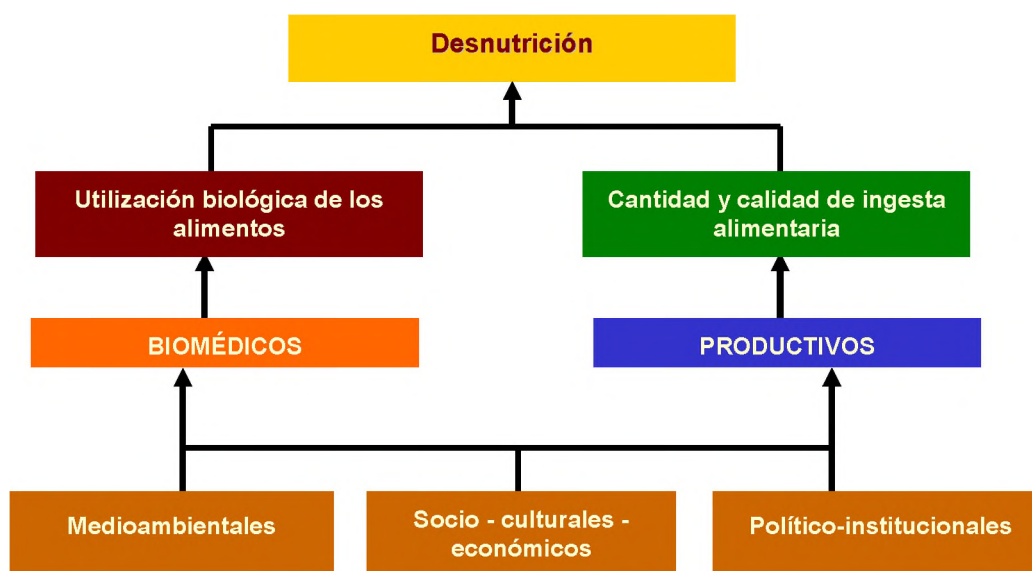 Desnutrición
Utilización biológica de los
alimentos
Cantidad y calidad de ingesta
alimentaria
BIOMÉDICOS
PRODUCTIVOS
Medioambientales
Socio - culturales -
económicos
Político-institucionales